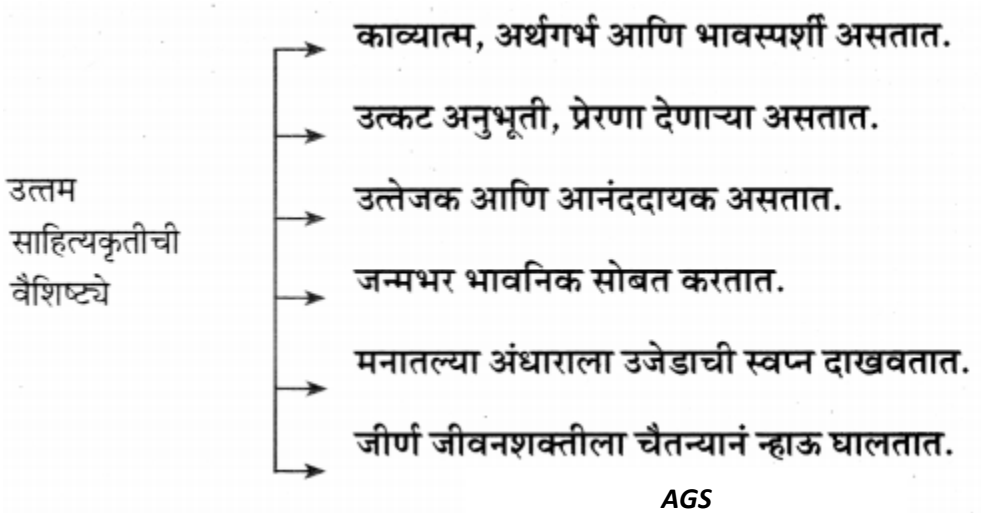 काव्यात्म, अर्थगर्भ आणि भावस्पर्शी असतात.
उत्कट अनुभूती, प्रेरणा देणाऱ्या असतात.
उत्तम
साहित्यकृतीची
वैशिष्ट्ये
उत्तेजक आणि आनंददायक असतात.
जन्मभर भावनिक सोबत करतात.
मनातल्या अंधाराला उजेडाची स्वप्न दाखवतात.
जीर्ण जीवनशक्तीला चैतन्यानं न्हाऊ घालतात.
AGS